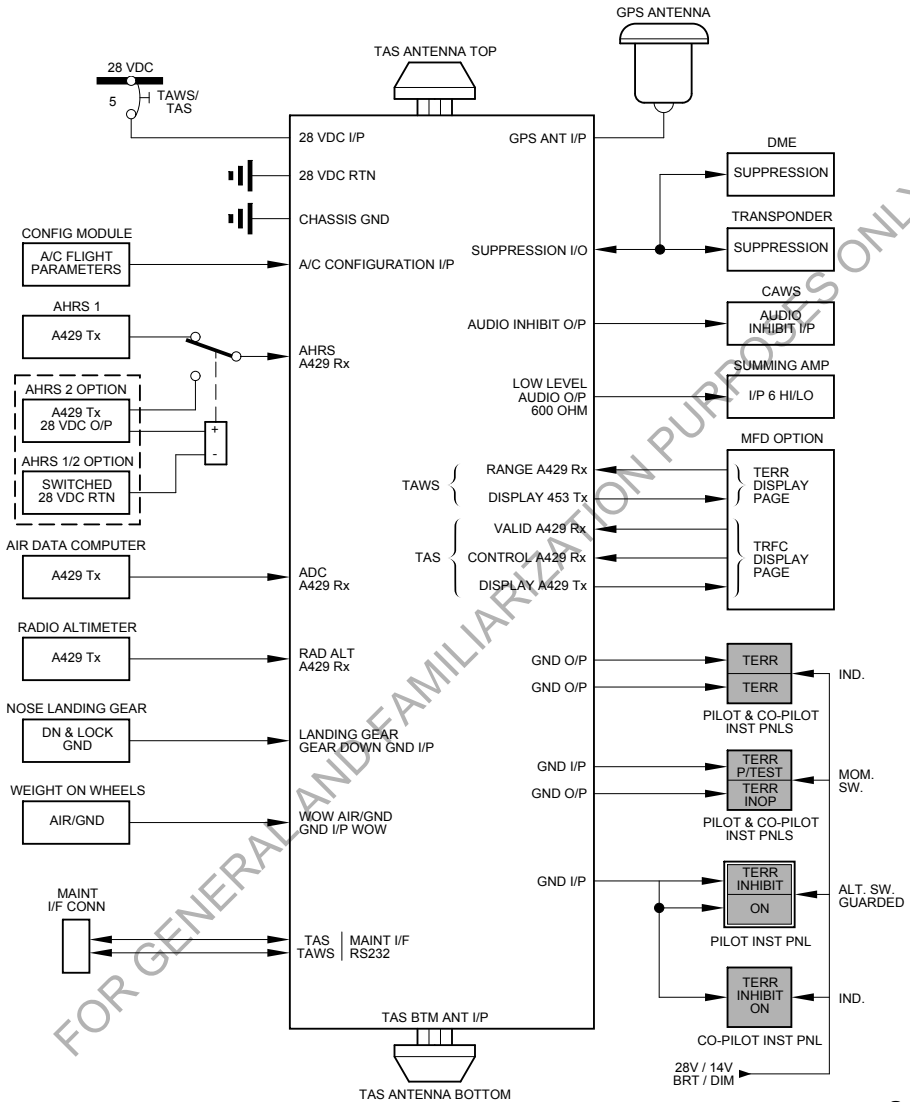 GPS ANTENNA
TAS ANTENNA TOP
28 VDC
5
TAWS/
TAS
28 VDC I/P
GPS ANT I/P
DME
SUPPRESSION
28 VDC RTN
TRANSPONDER
SUPPRESSION
CHASSIS GND
CONFIG MODULE
A/C FLIGHT
PARAMETERS
A/C CONFIGURATION I/P
SUPPRESSION I/O
CAWS
AUDIO
INHIBIT I/P
AUDIO INHIBIT O/P
AHRS 1
A429 Tx
AHRS
A429 Rx
SUMMING AMP
I/P 6 HI/LO
LOW LEVEL
AUDIO O/P
600 OHM
AHRS 2 OPTION
A429 Tx
28 VDC O/P
+
-
AHRS 1/2 OPTION
SWITCHED
28 VDC RTN
MFD OPTION
TAWS
RANGE A429 Rx
DISPLAY 453 Tx
TERR
DISPLAY
PAGE
TAS
VALID A429 Rx
CONTROL A429 Rx
DISPLAY A429 Tx
TRFC
DISPLAY
PAGE
AIR DATA COMPUTER
A429 Tx
ADC
A429 Rx
RADIO ALTIMETER
A429 Tx
RAD ALT
A429 Rx
GND O/P
GND O/P
TERR
TERR
IND.
PILOT & CO-PILOT
INST PNLS
NOSE LANDING GEAR
DN & LOCK
GND
LANDING GEAR
GEAR DOWN GND I/P
GND I/P
GND O/P
TERR
P/TEST
TERR
INOP
MOM.
SW.
PILOT & CO-PILOT
INST PNLS
WEIGHT ON WHEELS
AIR/GND
WOW AIR/GND
GND I/P WOW
GND I/P
TERR
INHIBIT
ON
ALT. SW.
GUARDED
PILOT INST PNL
MAINT
I/F CONN
TAS
TAWS
MAINT I/F
RS232
TERR
INHIBIT
ON
IND.
CO-PILOT INST PNL
TAS BTM ANT I/P
28V / 14V
BRT / DIM
TAS ANTENNA BOTTOM
FOR GENERAL AND FAMILIARIZATION PURPOSES ONLY